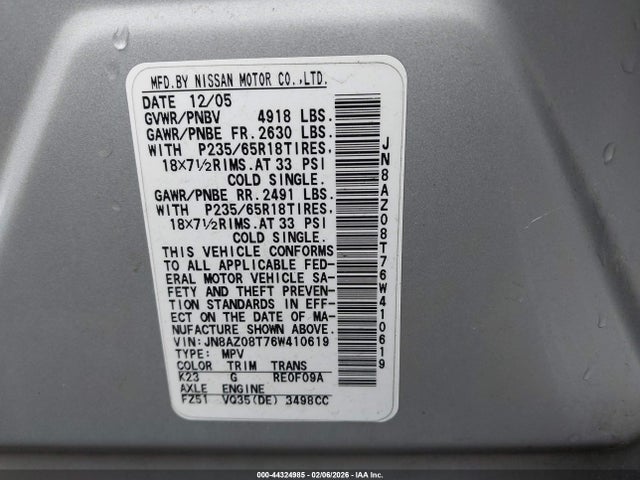 MFD.BY NISSAN MOTOR CO.,LTD.
DATE 12/05
GVWR/PNBV 4918 LBS.
GAWR/PNBE FR. 2630 LBS.
WITH P235/65R18TIRES,
18×7½RIMS.AT 33 PSI
COLD SINGLE.
GAWR/PNBE RR. 2491 LBS.
WITH P235/65R18TIRES,
18×7½RIMS.AT 33 PSI
COLD SINGLE.
THIS VEHICLE CONFORMS
TO ALL APPLICABLE FED-
ERAL MOTOR VEHICLE SA-
FETY AND THEFT PREVEN-
TION STANDARDS IN EFF-
ECT ON THE DATE OF MA-
NUFACTURE SHOWN ABOVE.
VIN:JN8AZ08T76W410619
TYPE: MPV
COLOR TRIM TRANS
K23 G RE0F09A
AXLE ENGINE
FZ51 VQ35(DE) 3498CC
JN8AZ08T76W410619
000-44324985 - 02/06/2026 - IAA Inc.